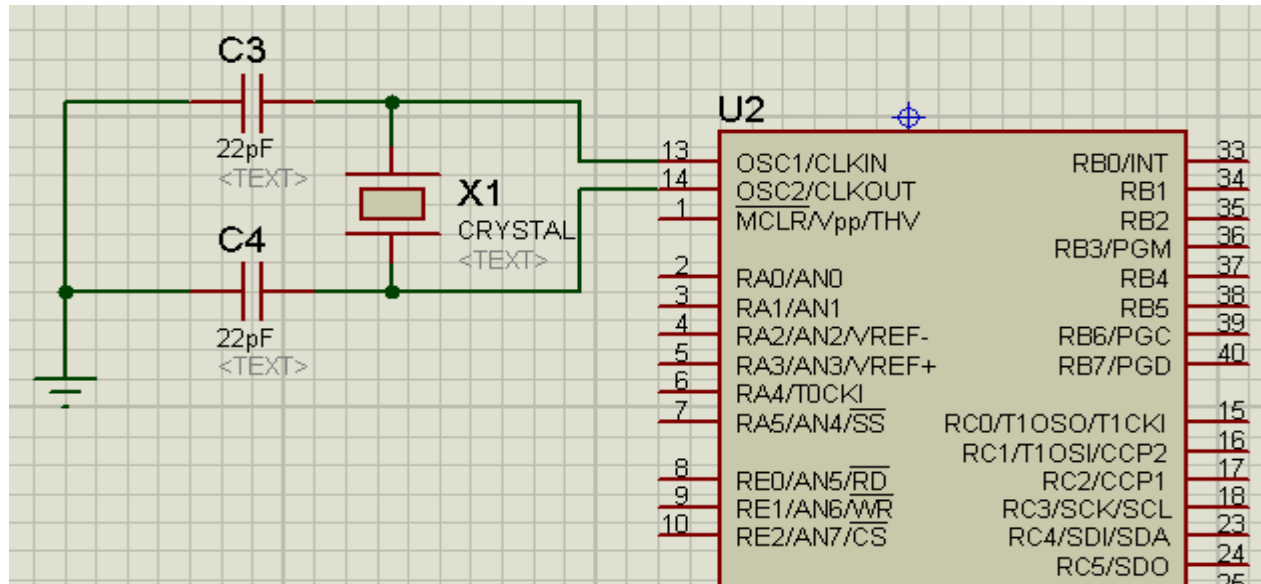 C3
22pF
<TEXT>
X1
CRYSTAL
<TEXT>
C4
22pF
<TEXT>
U2
13 OSC1/CLKIN
14 OSC2/CLKOUT
1 MCLR/Vpp/THV
2 RA0/AN0
3 RA1/AN1
4 RA2/AN2/VREF-
5 RA3/AN3/VREF+
6 RA4/T0CKI
7 RA5/AN4/SS
8 RE0/AN5/RD
9 RE1/AN6/WR
10 RE2/AN7/CS
RB0/INT 33
RB1 34
RB2 35
RB3/PGM 36
RB4 37
RB5 38
RB6/PGC 39
RB7/PGD 40
RC0/T1OSO/T1CKI 15
RC1/T1OSI/CCP2 16
RC2/CCP1 17
RC3/SCK/SCL 18
RC4/SDI/SDA 23
RC5/SDO 24